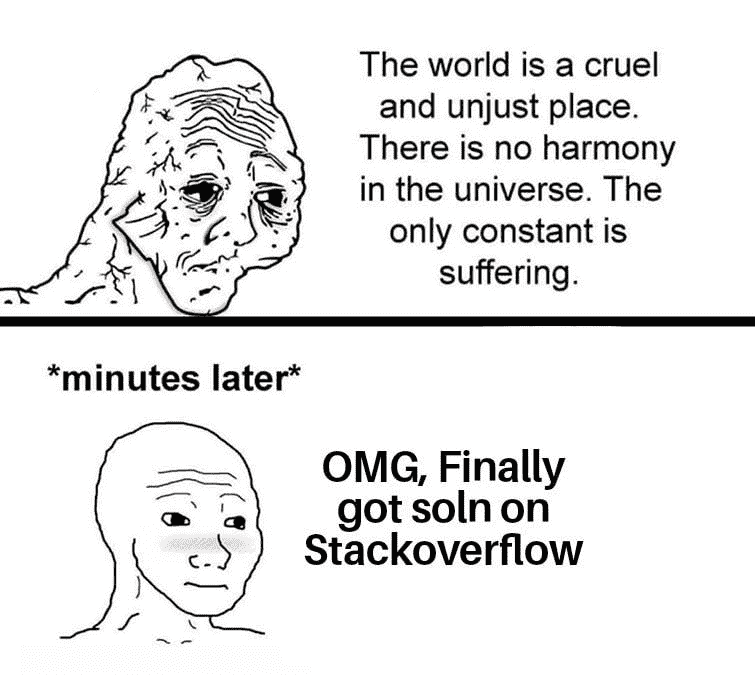 The world is a cruel
and unjust place.
There is no harmony
in the universe. The
only constant is
suffering.
*minutes later*
OMG, Finally
got soln on
Stackoverflow